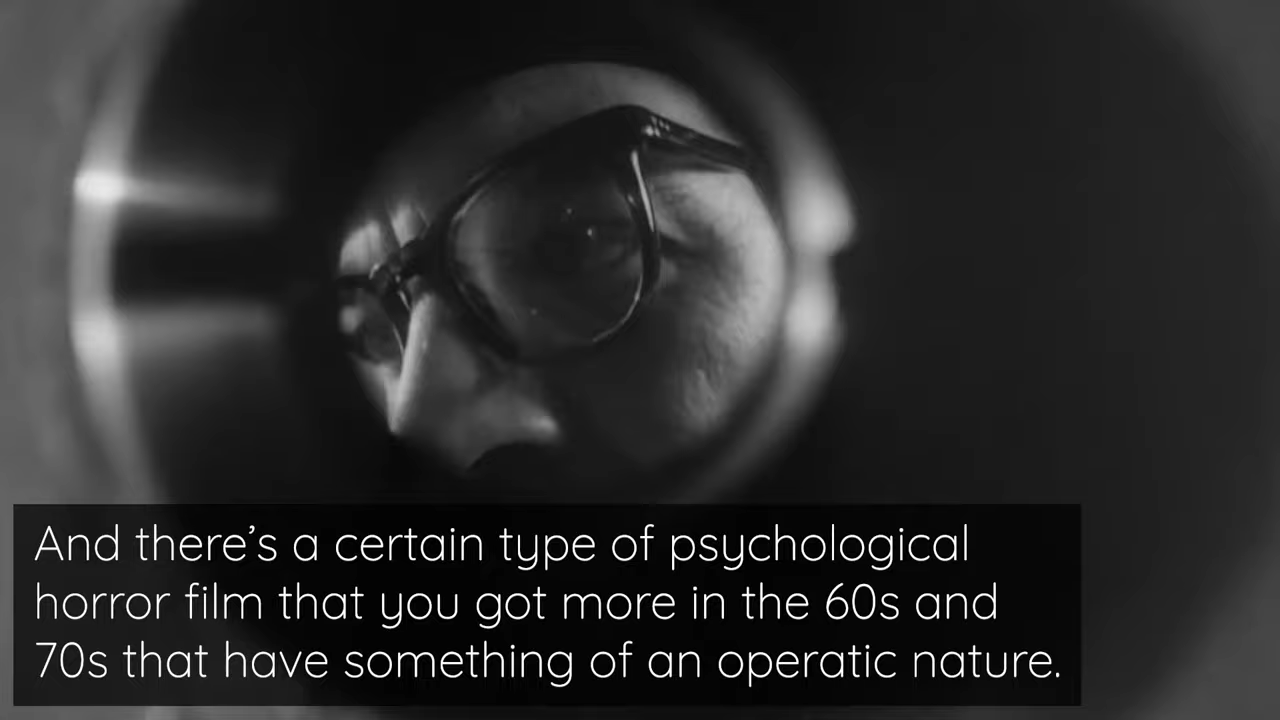 And there’s a certain type of psychological
horror film that you got more in the 60s and
70s that have something of an operatic nature.